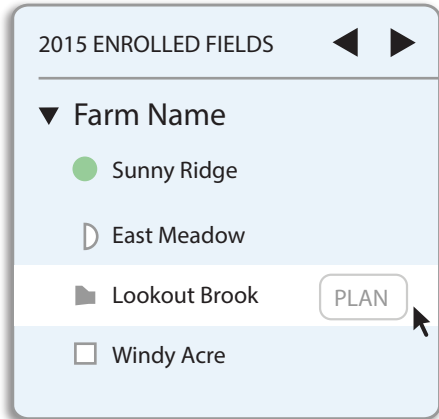 2015 ENROLLED FIELDS
Farm Name
Sunny Ridge
East Meadow
Lookout Brook PLAN
Windy Acre